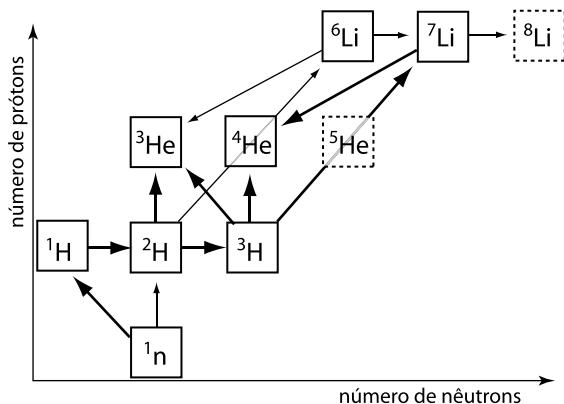 ⁶Li ⁷Li ⁸Li
³He ⁴He ⁵He
¹H ²H ³H
¹n
número de prótons
número de nêutrons